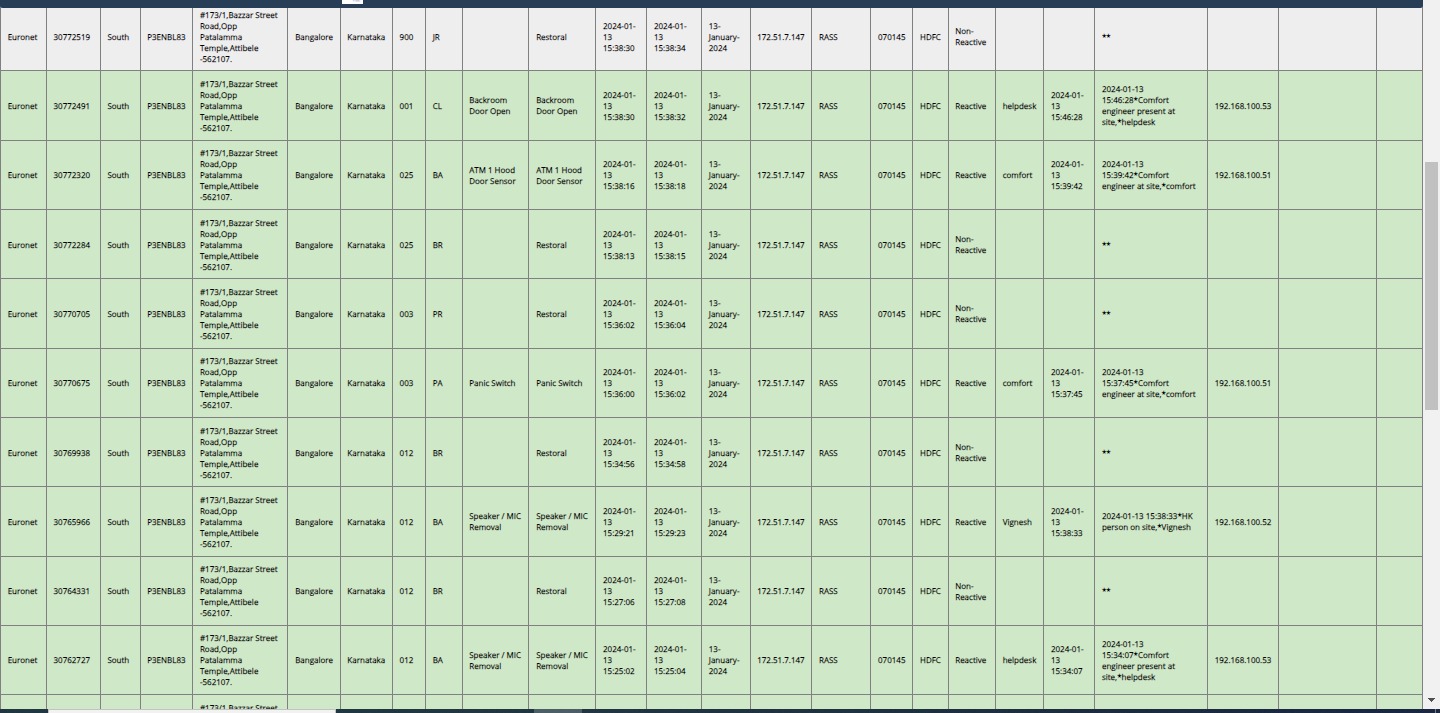 Euronet 30772519 South P3ENBL83 #173/1,Bazzar Street Road,Opp Patalamma Temple,Attibele -562107. Bangalore Karnataka 900 JR Restoral 2024-01-13 15:38:30 2024-01-13 15:38:34 13-January-2024 172.51.7.147 RASS 070145 HDFC Non-Reactive **
Euronet 30772491 South P3ENBL83 #173/1,Bazzar Street Road,Opp Patalamma Temple,Attibele -562107. Bangalore Karnataka 001 CL Backroom Door Open Backroom Door Open 2024-01-13 15:38:30 2024-01-13 15:38:32 13-January-2024 172.51.7.147 RASS 070145 HDFC Reactive helpdesk 2024-01-13 15:46:28 2024-01-13 15:46:28*Comfort engineer present at site,*helpdesk 192.168.100.53
Euronet 30772320 South P3ENBL83 #173/1,Bazzar Street Road,Opp Patalamma Temple,Attibele -562107. Bangalore Karnataka 025 BA ATM 1 Hood Door Sensor ATM 1 Hood Door Sensor 2024-01-13 15:38:16 2024-01-13 15:38:18 13-January-2024 172.51.7.147 RASS 070145 HDFC Reactive comfort 2024-01-13 15:39:42 2024-01-13 15:39:42*Comfort engineer at site,*comfort 192.168.100.51
Euronet 30772284 South P3ENBL83 #173/1,Bazzar Street Road,Opp Patalamma Temple,Attibele -562107. Bangalore Karnataka 025 BR Restoral 2024-01-13 15:38:13 2024-01-13 15:38:15 13-January-2024 172.51.7.147 RASS 070145 HDFC Non-Reactive **
Euronet 30770705 South P3ENBL83 #173/1,Bazzar Street Road,Opp Patalamma Temple,Attibele -562107. Bangalore Karnataka 003 PR Restoral 2024-01-13 15:36:02 2024-01-13 15:36:04 13-January-2024 172.51.7.147 RASS 070145 HDFC Non-Reactive **
Euronet 30770675 South P3ENBL83 #173/1,Bazzar Street Road,Opp Patalamma Temple,Attibele -562107. Bangalore Karnataka 003 PA Panic Switch Panic Switch 2024-01-13 15:36:00 2024-01-13 15:36:02 13-January-2024 172.51.7.147 RASS 070145 HDFC Reactive comfort 2024-01-13 15:37:45 2024-01-13 15:37:45*Comfort engineer at site,*comfort 192.168.100.51
Euronet 30769938 South P3ENBL83 #173/1,Bazzar Street Road,Opp Patalamma Temple,Attibele -562107. Bangalore Karnataka 012 BR Restoral 2024-01-13 15:34:56 2024-01-13 15:34:58 13-January-2024 172.51.7.147 RASS 070145 HDFC Non-Reactive **
Euronet 30765966 South P3ENBL83 #173/1,Bazzar Street Road,Opp Patalamma Temple,Attibele -562107. Bangalore Karnataka 012 BA Speaker / MIC Removal Speaker / MIC Removal 2024-01-13 15:29:21 2024-01-13 15:29:23 13-January-2024 172.51.7.147 RASS 070145 HDFC Reactive Vignesh 2024-01-13 15:38:33 2024-01-13 15:38:33*HK person on site,*Vignesh 192.168.100.52
Euronet 30764331 South P3ENBL83 #173/1,Bazzar Street Road,Opp Patalamma Temple,Attibele -562107. Bangalore Karnataka 012 BR Restoral 2024-01-13 15:27:06 2024-01-13 15:27:08 13-January-2024 172.51.7.147 RASS 070145 HDFC Non-Reactive **
Euronet 30762727 South P3ENBL83 #173/1,Bazzar Street Road,Opp Patalamma Temple,Attibele -562107. Bangalore Karnataka 012 BA Speaker / MIC Removal Speaker / MIC Removal 2024-01-13 15:25:02 2024-01-13 15:25:04 13-January-2024 172.51.7.147 RASS 070145 HDFC Reactive helpdesk 2024-01-13 15:34:07 2024-01-13 15:34:07*Comfort engineer present at site,*helpdesk 192.168.100.53
#173/1,Bazzar Street